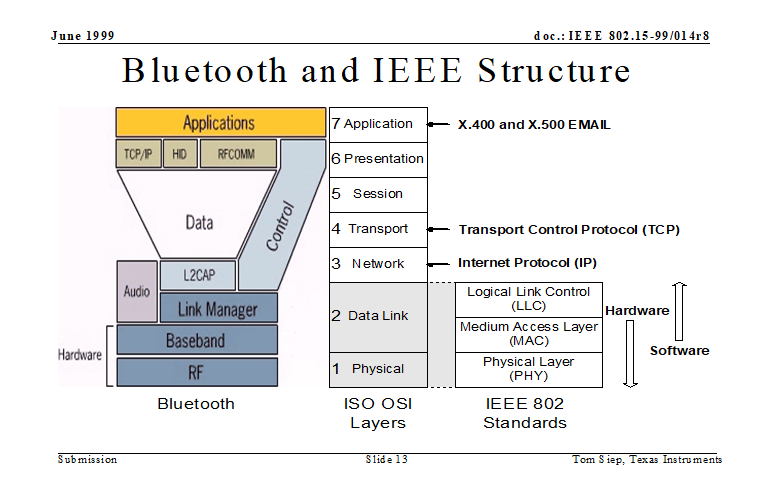 June 1999
doc.: IEEE 802.15-99/014r8
Bluetooth and IEEE Structure
Applications
TCP/IP
HID
RFCOMM
Data
Control
Audio
L2CAP
Link Manager
Hardware
Baseband
RF
Bluetooth
7 Application
6 Presentation
5 Session
4 Transport
3 Network
2 Data Link
1 Physical
ISO OSI
Layers
X.400 and X.500 EMAIL
Transport Control Protocol (TCP)
Internet Protocol (IP)
Logical Link Control
(LLC)
Medium Access Layer
(MAC)
Physical Layer
(PHY)
IEEE 802
Standards
Hardware
Software
Submission
Slide 13
Tom Siep, Texas Instruments